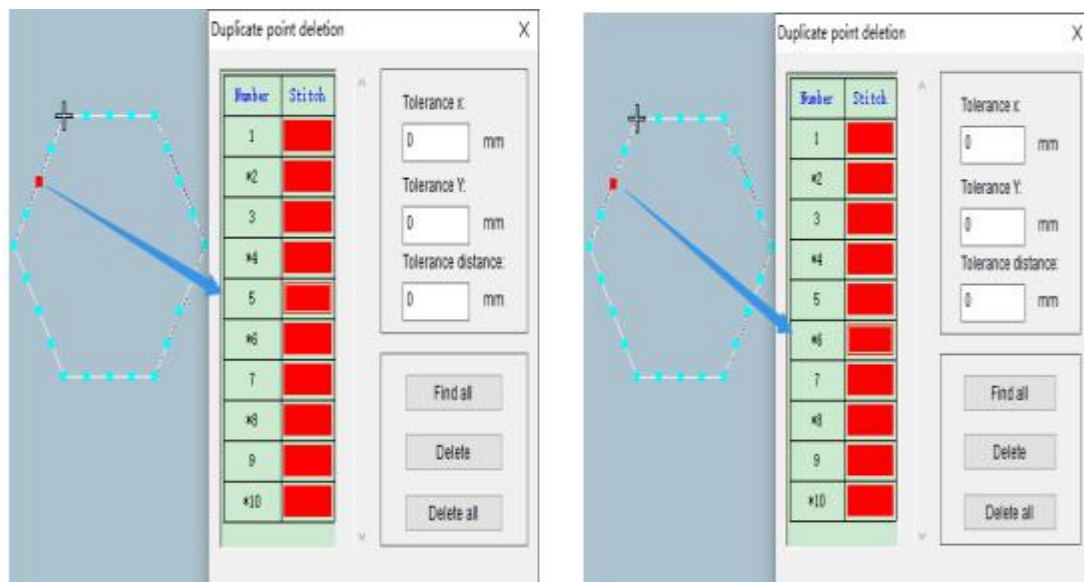 Duplicate point deletion X
Number Stitch
1
*2
3
*4
5
*6
7
*8
9
*10
Tolerance x:
0 mm
Tolerance Y:
0 mm
Tolerance distance:
0 mm
Find all
Delete
Delete all
Duplicate point deletion X
Number Stitch
1
*2
3
*4
5
*6
7
*8
9
*10
Tolerance x:
0 mm
Tolerance Y:
0 mm
Tolerance distance:
0 mm
Find all
Delete
Delete all